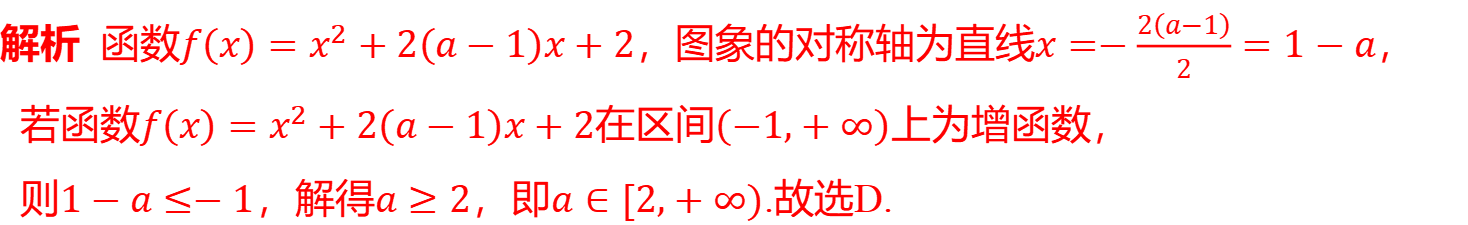 解析 函数f(x) = x² + 2(a − 1)x + 2，图象的对称轴为直线x =− \frac{2(a−1)}{2} = 1 − a，
若函数f(x) = x² + 2(a − 1)x + 2在区间(−1, + ∞)上为增函数，
则1 − a ≤− 1，解得a ≥ 2，即a ∈ [2, + ∞).故选D.